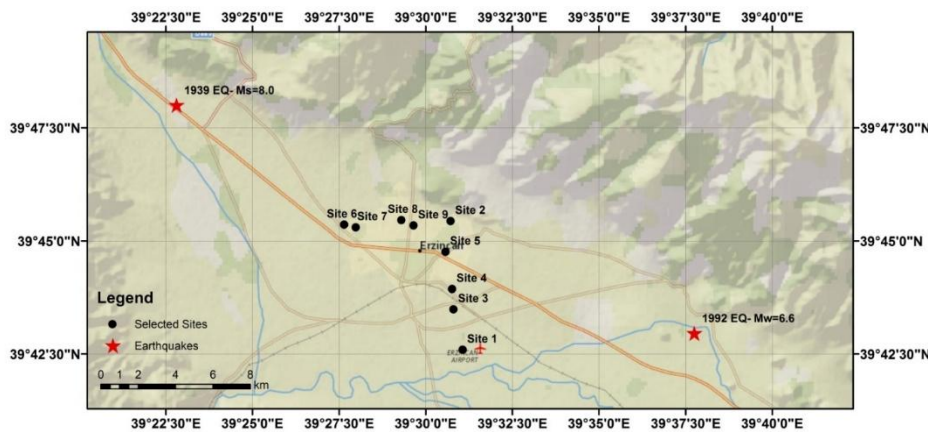 39°22'30"E 39°25'0"E 39°27'30"E 39°30'0"E 39°32'30"E 39°35'0"E 39°37'30"E 39°40'0"E
1939 EQ- Ms=8.0
39°47'30"N 39°47'30"N
Site 6 Site 7 Site 8 Site 9 Site 2
39°45'0"N Erzincan Site 5 39°45'0"N
Site 4
Legend Site 3
Selected Sites
1992 EQ- Mw=6.6
Earthquakes
Site 1
39°42'30"N ERZINCAN 39°42'30"N
AIRPORT
0 1 2 4 6 8
km
39°22'30"E 39°25'0"E 39°27'30"E 39°30'0"E 39°32'30"E 39°35'0"E 39°37'30"E 39°40'0"E